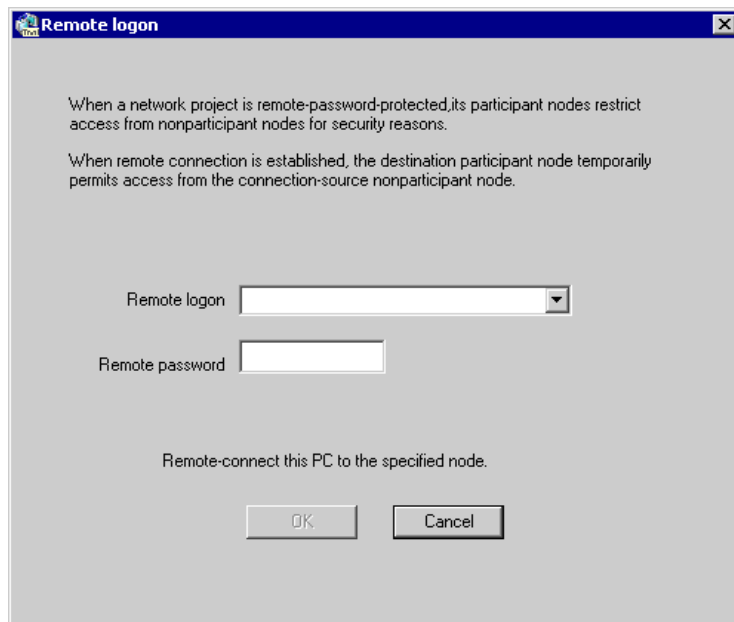 Remote logon
When a network project is remote-password-protected,its participant nodes restrict
access from nonparticipant nodes for security reasons.
When remote connection is established, the destination participant node temporarily
permits access from the connection-source nonparticipant node.
Remote logon
Remote password
Remote-connect this PC to the specified node.
OK
Cancel